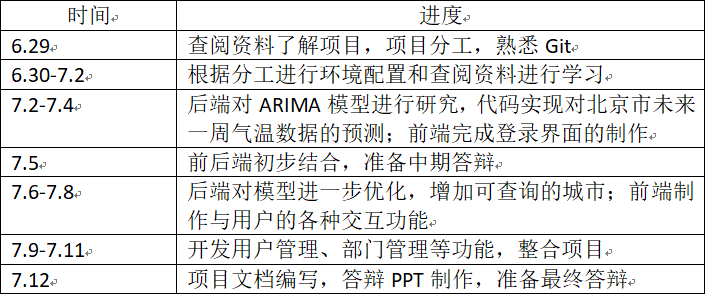 时间 进度
6.29 查阅资料了解项目，项目分工，熟悉 Git
6.30-7.2 根据分工进行环境配置和查阅资料进行学习
7.2-7.4 后端对 ARIMA 模型进行研究，代码实现对北京市未来
一周气温数据的预测；前端完成登录界面的制作
7.5 前后端初步结合，准备中期答辩
7.6-7.8 后端对模型进一步优化，增加可查询的城市；前端制
作与用户的各种交互功能
7.9-7.11 开发用户管理、部门管理等功能，整合项目
7.12 项目文档编写，答辩 PPT 制作，准备最终答辩